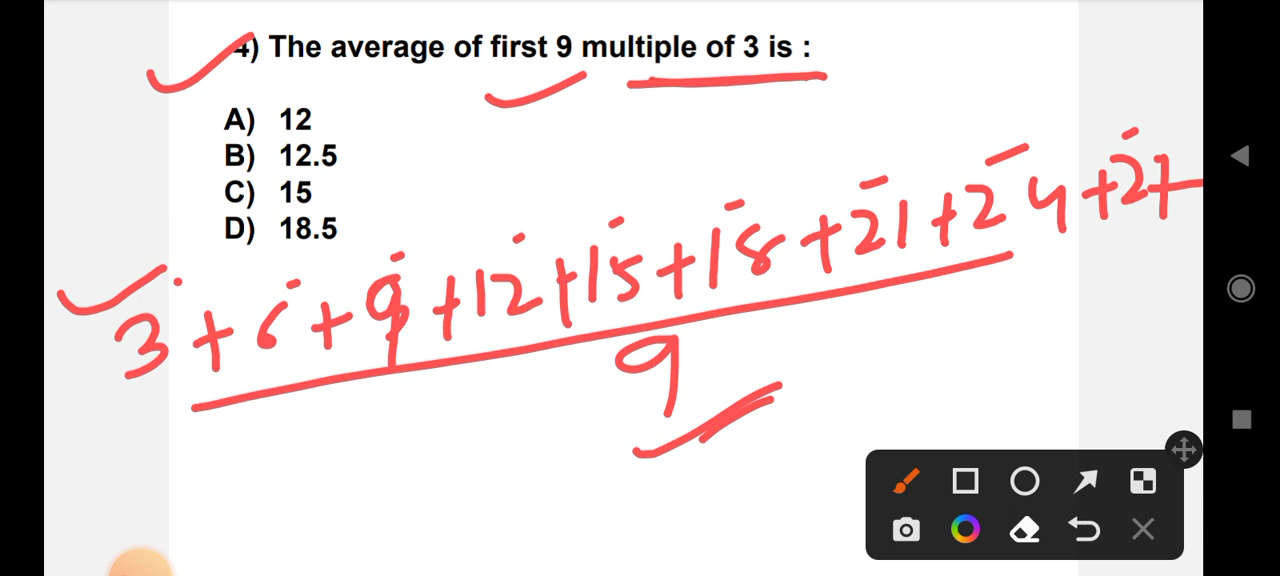 4) The average of first 9 multiple of 3 is :
A) 12
B) 12.5
C) 15
D) 18.5
3 + 6 + 9 + 12 + 15 + 18 + 21 + 24 + 27
9